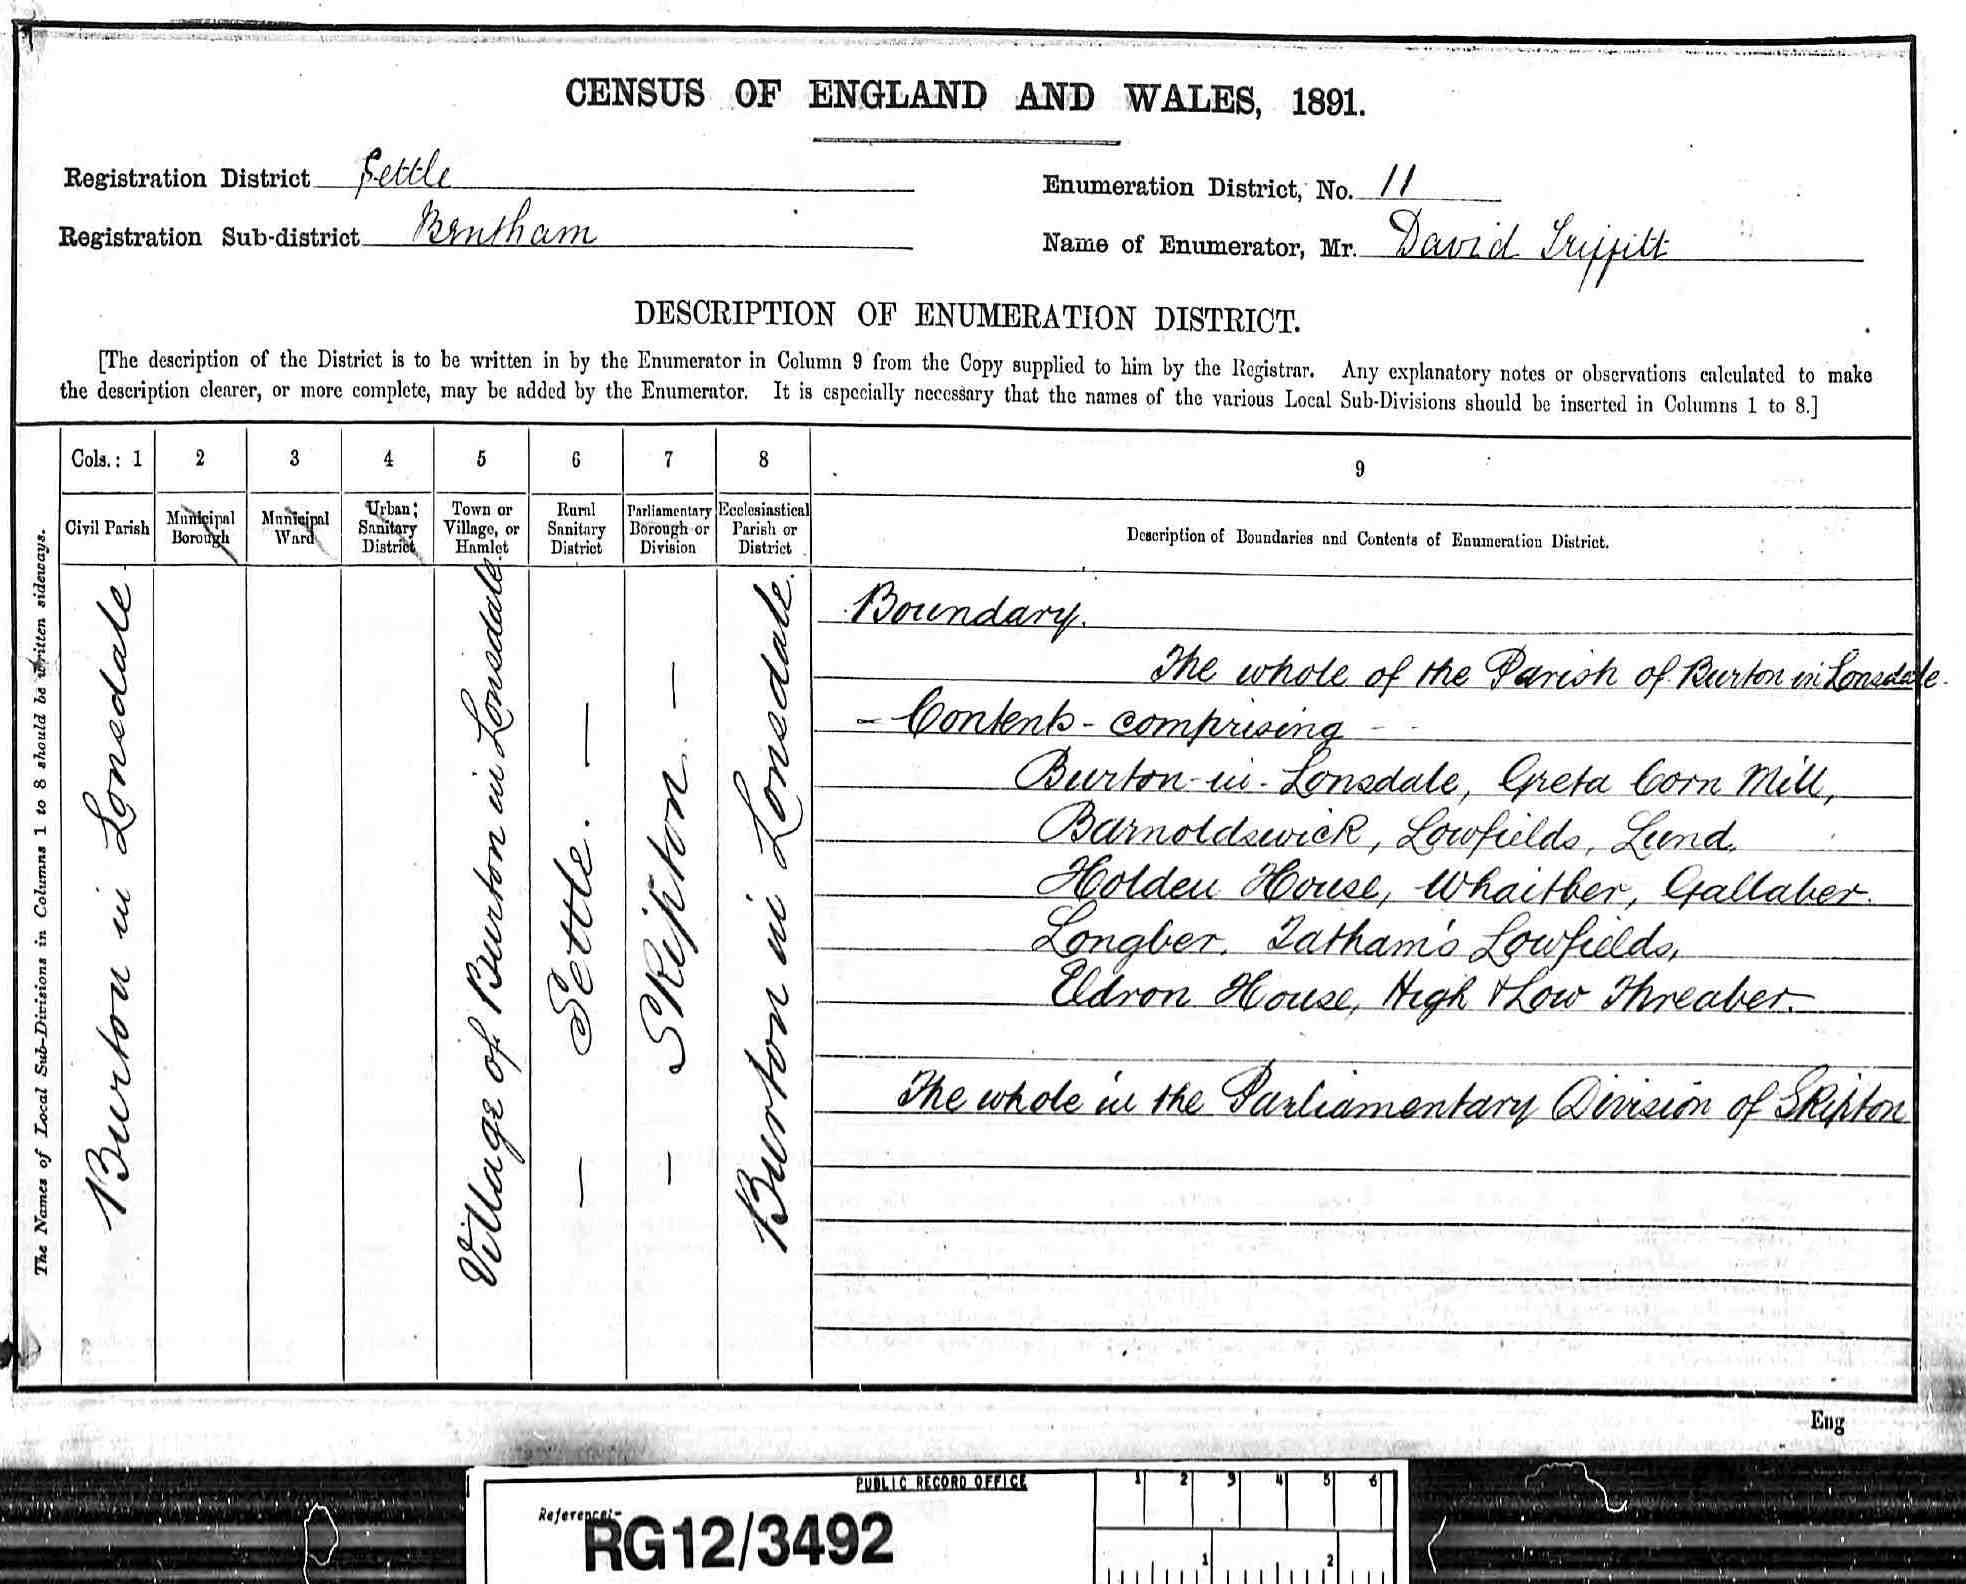 CENSUS OF ENGLAND AND WALES, 1891.
Registration District Settle
Enumeration District, No. 11
Registration Sub-district Bentham
Name of Enumerator, Mr. David
DESCRIPTION OF ENUMERATION DISTRICT.
[The description of the District is to be written in by the Enumerator in Column 9 from the Copy supplied to him by the Registrar. Any explanatory notes or observations calculated to make
the description clearer, or more complete, may be added by the Enumerator. It is especially necessary that the names of the various Local Sub-Divisions should be inserted in Columns 1 to 8.]
The Names of Local Sub-Divisions in Columns 1 to 8 should be written sideways.
Cols.: 1 2 3 4 5 6 7 8 9
Civil Parish
Municipal
Borough
Municipal
Ward
Urban
Sanitary
District
Town or
Village, or
Hamlet
Rural
Sanitary
District
Parliamentary
Borough or
Division
Ecclesiastical
Parish or
District
Description of Boundaries and Contents of Enumeration District.
Burton in Lonsdale
Village of Burton in Lonsdale
– Settle. –
– Skipton. –
Burton in Lonsdale.
Boundary.
The whole of the Parish of Burton in Lonsdale.
– Contents – comprising
Burton-in-Lonsdale, Greta Corn Mill,
Barnoldswick, Lowfields, Lund,
Holden House, Whaitber, Gallaber.
Longber, Tatham's Lowfields,
Eldron House, High & Low Threaber.
The whole in the Parliamentary Division of Skipton
Eng
PUBLIC RECORD OFFICE
1 2 3 4 5 6
Reference:-
RG12/3492
1 2